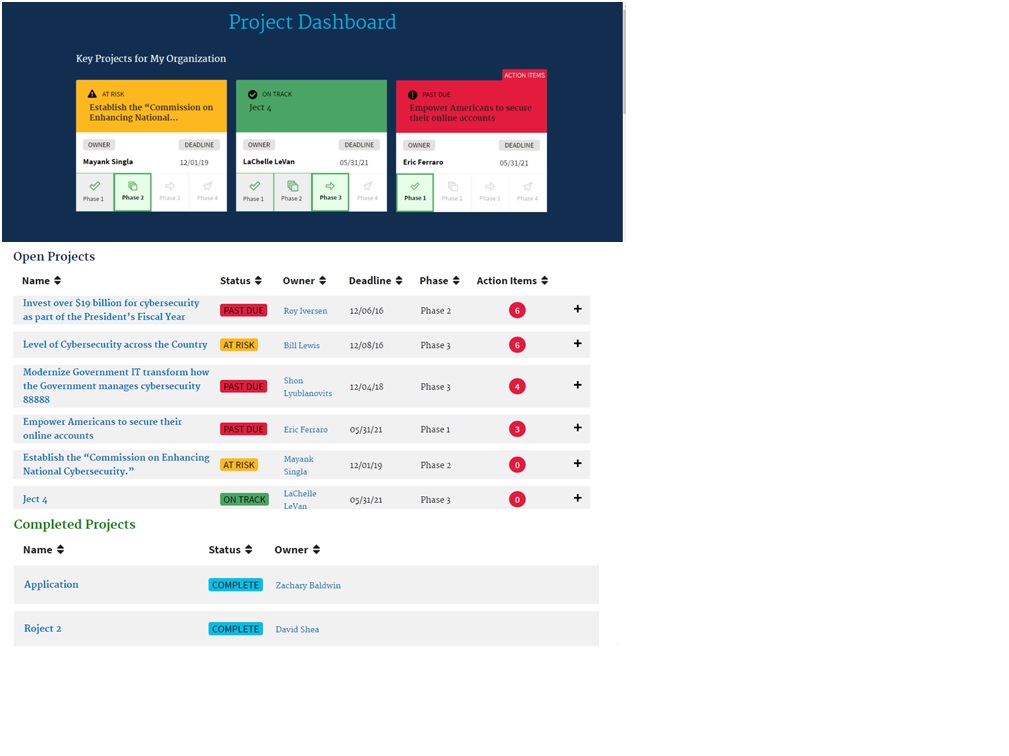 Project Dashboard
Key Projects for My Organization
ACTION ITEMS
AT RISK
Establish the “Commission on
Enhancing National...
OWNER DEADLINE
Mayank Singla 12/01/19
Phase 1 Phase 2 Phase 3 Phase 4
ON TRACK
Ject 4
OWNER DEADLINE
LaChelle LeVan 05/31/21
Phase 1 Phase 2 Phase 3 Phase 4
PAST DUE
Empower Americans to secure
their online accounts
OWNER DEADLINE
Eric Ferraro 05/31/21
Phase 1 Phase 2 Phase 3 Phase 4
Open Projects
Name Status Owner Deadline Phase Action Items
Invest over $19 billion for cybersecurity
as part of the President’s Fiscal Year
PAST DUE Roy Iversen 12/06/16 Phase 2 6 +
Level of Cybersecurity across the Country AT RISK Bill Lewis 12/08/16 Phase 3 6 +
Modernize Government IT transform how
the Government manages cybersecurity
88888
PAST DUE
Shon
Lyublanovits
12/04/18 Phase 3 4 +
Empower Americans to secure their
online accounts
PAST DUE Eric Ferraro 05/31/21 Phase 1 3 +
Establish the “Commission on Enhancing
National Cybersecurity.”
AT RISK
Mayank
Singla
12/01/19 Phase 2 0 +
Ject 4 ON TRACK
LaChelle
LeVan
05/31/21 Phase 3 0 +
Completed Projects
Name Status Owner
Application COMPLETE Zachary Baldwin
Roject 2 COMPLETE David Shea